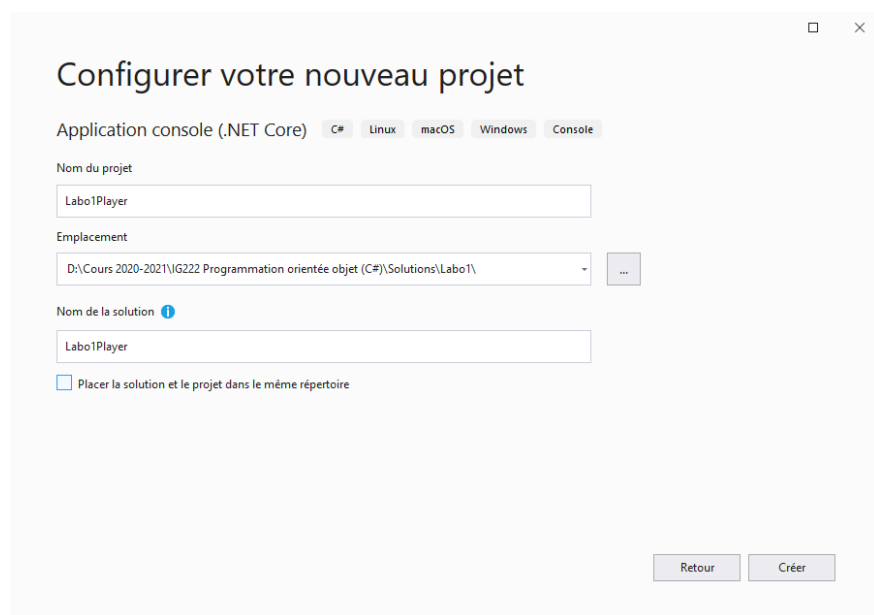 Configurer votre nouveau projet
Application console (.NET Core) C# Linux macOS Windows Console
Nom du projet
Labo1Player
Emplacement
D:\Cours 2020-2021\IG222 Programmation orientée objet (C#)\Solutions\Labo1\
...
Nom de la solution
Labo1Player
Placer la solution et le projet dans le même répertoire
Retour Créer